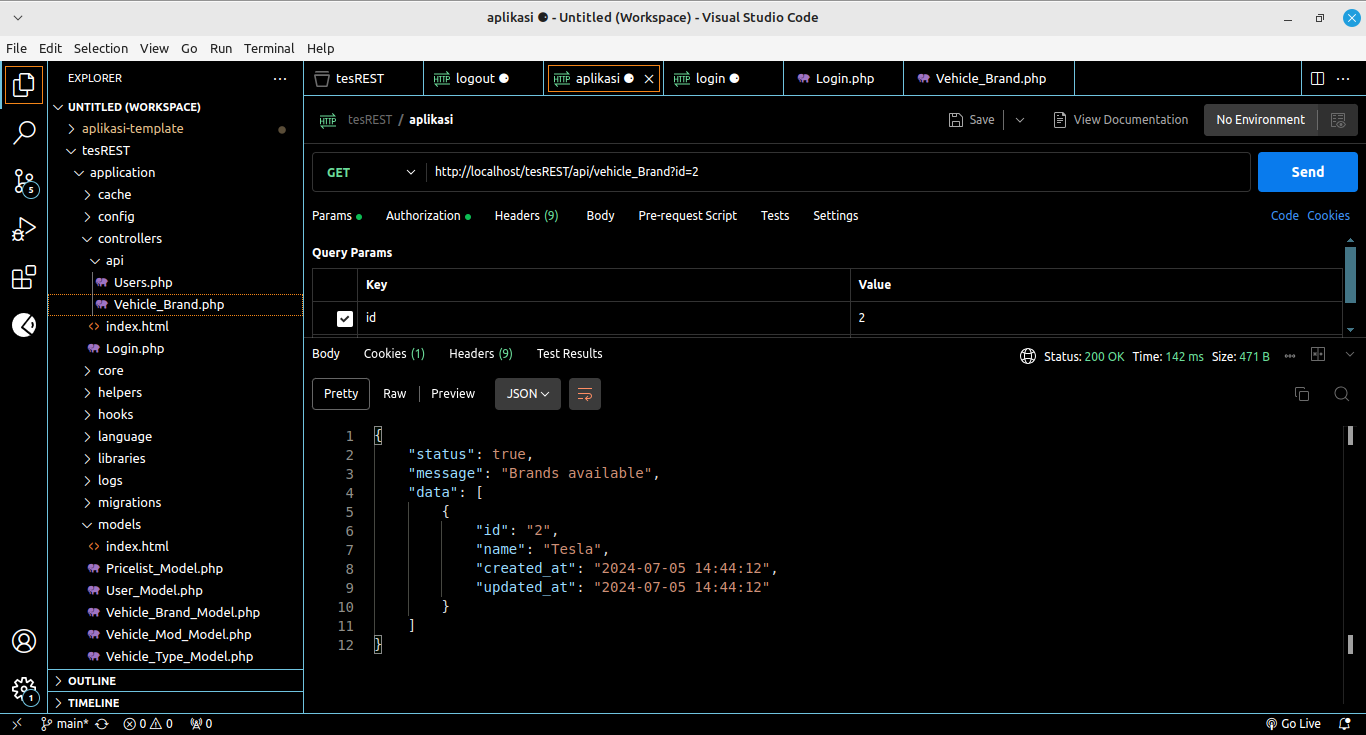 aplikasi ● - Untitled (Workspace) - Visual Studio Code
File Edit Selection View Go Run Terminal Help
EXPLORER ···
UNTITLED (WORKSPACE)
aplikasi-template
tesREST
application
cache
config
controllers
api
Users.php
Vehicle_Brand.php
index.html
Login.php
core
helpers
hooks
language
libraries
logs
migrations
models
index.html
Pricelist_Model.php
User_Model.php
Vehicle_Brand_Model.php
Vehicle_Mod_Model.php
Vehicle_Type_Model.php
OUTLINE
TIMELINE
5
1
tesREST HTTP logout ● HTTP aplikasi ● HTTP login ● Login.php Vehicle_Brand.php
HTTP tesREST / aplikasi Save View Documentation No Environment
GET http://localhost/tesREST/api/vehicle_Brand?id=2 Send
Params Authorization Headers (9) Body Pre-request Script Tests Settings Code Cookies
Query Params
Key Value
id 2
Body Cookies (1) Headers (9) Test Results Status: 200 OK Time: 142 ms Size: 471 B
Pretty Raw Preview JSON
1 {
2 "status": true,
3 "message": "Brands available",
4 "data": [
5 {
6 "id": "2",
7 "name": "Tesla",
8 "created_at": "2024-07-05 14:44:12",
9 "updated_at": "2024-07-05 14:44:12"
10 }
11 ]
12 }
main* 0 0 0 Go Live